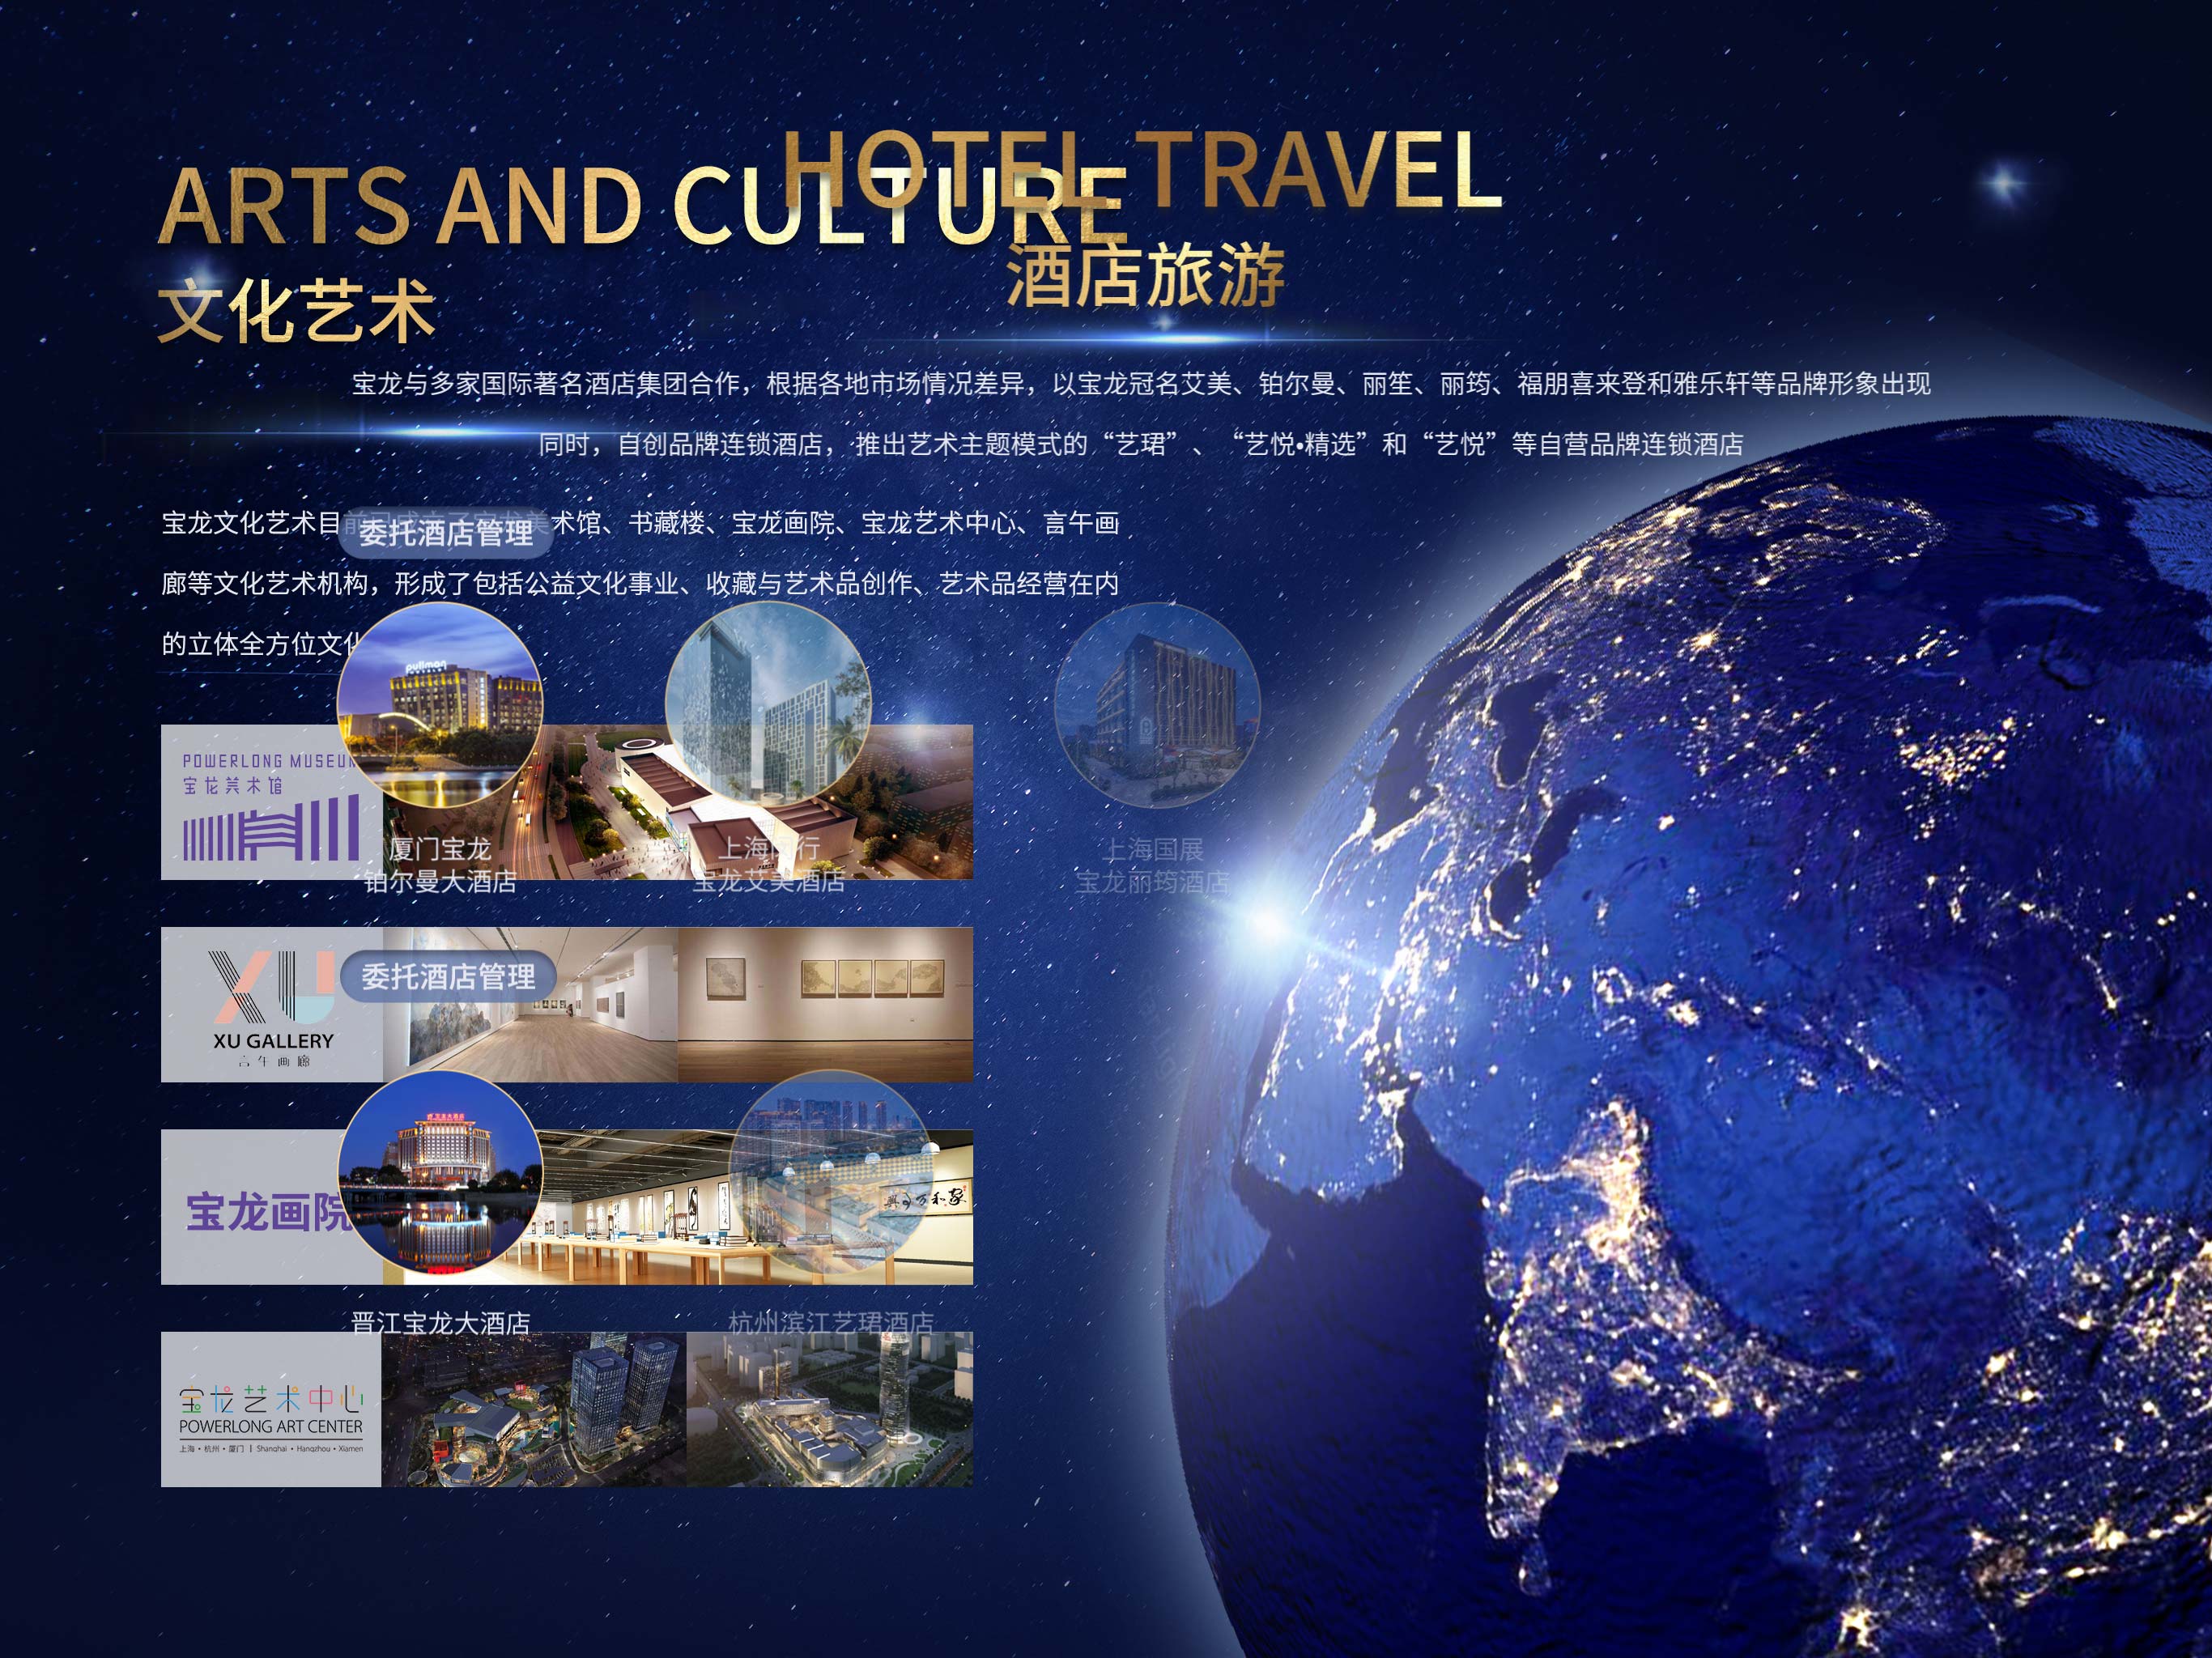 HOTEL TRAVEL
ARTS AND CULTURE
酒店旅游
文化艺术
宝龙与多家国际著名酒店集团合作，根据各地市场情况差异，以宝龙冠名艾美、铂尔曼、丽笙、丽筠、福朋喜来登和雅乐轩等品牌形象出现
同时，自创品牌连锁酒店，推出艺术主题模式的“艺珺”、“艺悦•精选”和“艺悦”等自营品牌连锁酒店
宝龙文化艺术目
术馆、书藏楼、宝龙画院、宝龙艺术中心、言午画
委托酒店管理
廊等文化艺术机构，形成了包括公益文化事业、收藏与艺术品创作、艺术品经营在内
的立体全方位文化
pullman
POWERLONG MUSEUM
宝龙美术馆
厦门宝龙
铂尔曼大酒店
上海
行
宝龙艾美酒店
上海国展
宝龙丽筠酒店
委托酒店管理
XU
XU GALLERY
言午画廊
宝龙画院
晋江宝龙大酒店
杭州滨江艺珺酒店
宝龙艺术中心
POWERLONG ART CENTER
上海・杭州・厦门 | Shanghai・Hangzhou・Xiamen